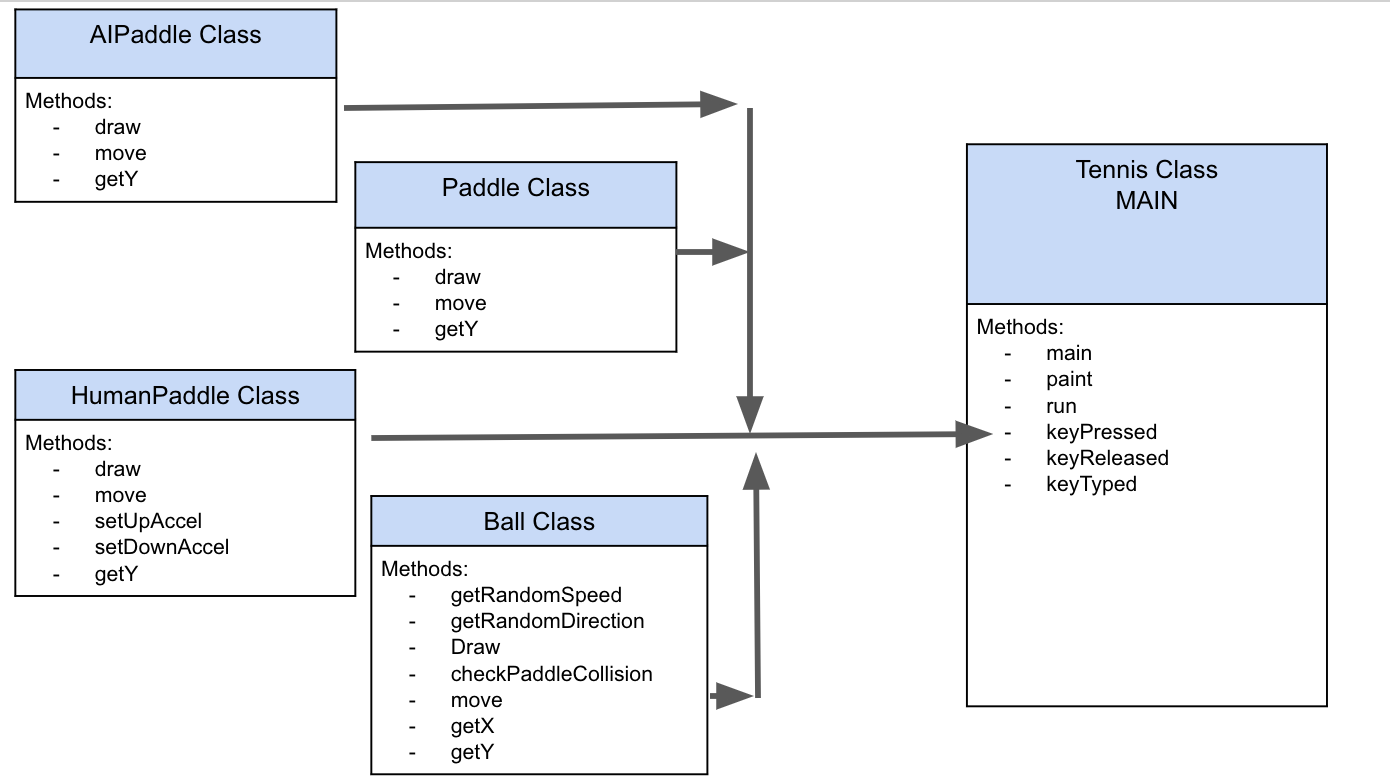 AIPaddle Class
Methods:
- draw
- move
- getY
Paddle Class
Methods:
- draw
- move
- getY
HumanPaddle Class
Methods:
- draw
- move
- setUpAccel
- setDownAccel
- getY
Ball Class
Methods:
- getRandomSpeed
- getRandomDirection
- Draw
- checkPaddleCollision
- move
- getX
- getY
Tennis Class
MAIN
Methods:
- main
- paint
- run
- keyPressed
- keyReleased
- keyTyped